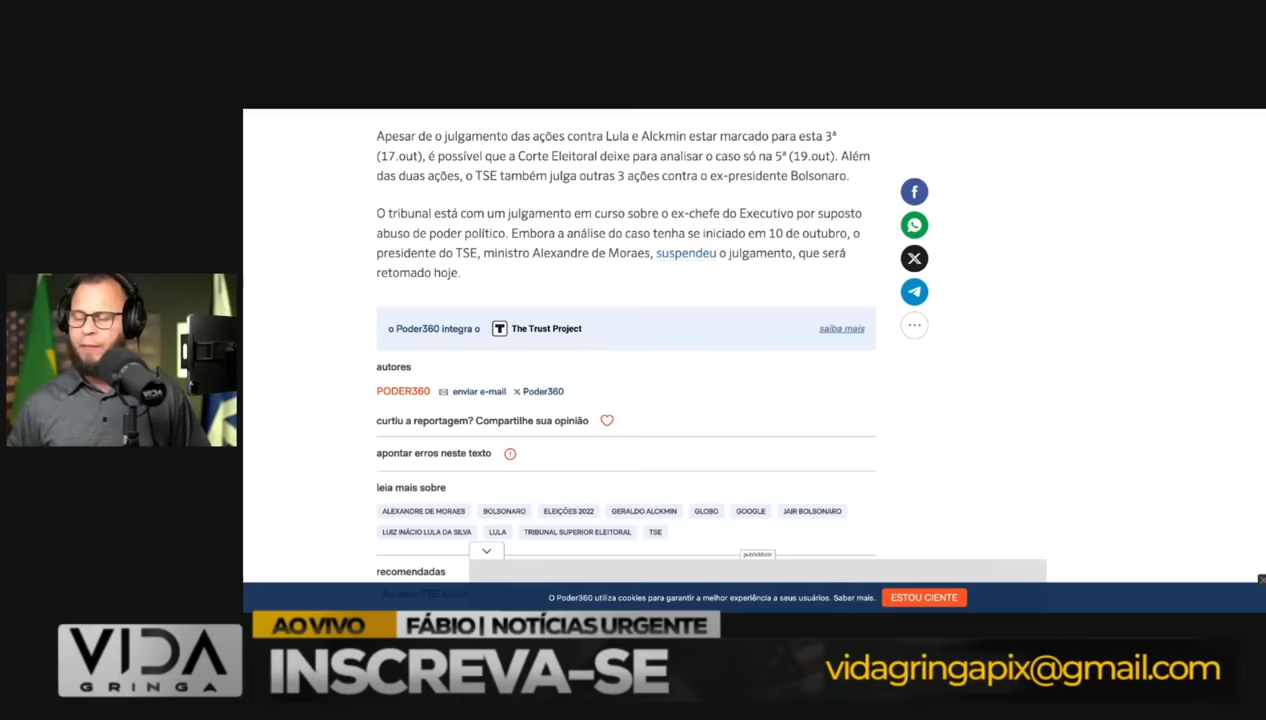 Apesar de o julgamento das ações contra Lula e Alckmin estar marcado para esta 3ª
(17.out), é possível que a Corte Eleitoral deixe para analisar o caso só na 5ª (19.out). Além
das duas ações, o TSE também julga outras 3 ações contra o ex-presidente Bolsonaro.
O tribunal está com um julgamento em curso sobre o ex-chefe do Executivo por suposto
abuso de poder político. Embora a análise do caso tenha se iniciado em 10 de outubro, o
presidente do TSE, ministro Alexandre de Moraes, suspendeu o julgamento, que será
retomado hoje.
o Poder360 integra o T The Trust Project saiba mais
autores
PODER360 enviar e-mail X Poder360
curtiu a reportagem? Compartilhe sua opinião
apontar erros neste texto
leia mais sobre
ALEXANDRE DE MORAES BOLSONARO ELEIÇÕES 2022 GERALDO ALCKMIN GLOBO GOOGLE JAIR BOLSONARO
LUIZ INÁCIO LULA DA SILVA LULA TRIBUNAL SUPERIOR ELEITORAL TSE
publicidade
recomendadas
O Poder360 utiliza cookies para garantir a melhor experiência a seus usuários. Saber mais. ESTOU CIENTE
AO VIVO FÁBIO | NOTÍCIAS URGENTE
VIDA
GRINGA
INSCREVA-SE
vidagringapix@gmail.com
VIDA